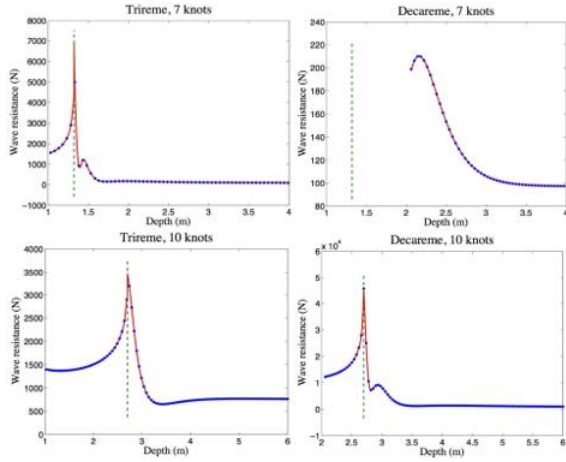 Trireme, 7 knots
8000
7000
6000
5000
4000
3000
2000
1000
0
−1000
Wave resistance (N)
1 1.5 2 2.5 3 3.5 4
Depth (m)
Decareme, 7 knots
240
220
200
180
160
140
120
100
80
Wave resistance (N)
1 1.5 2 2.5 3 3.5 4
Depth (m)
Trireme, 10 knots
4000
3500
3000
2500
2000
1500
1000
500
0
Wave resistance (N)
1 2 3 4 5 6
Depth (m)
Decareme, 10 knots
× 10⁴
6
5
4
3
2
1
0
−1
Wave resistance (N)
2 2.5 3 3.5 4 4.5 5 5.5 6
Depth (m)